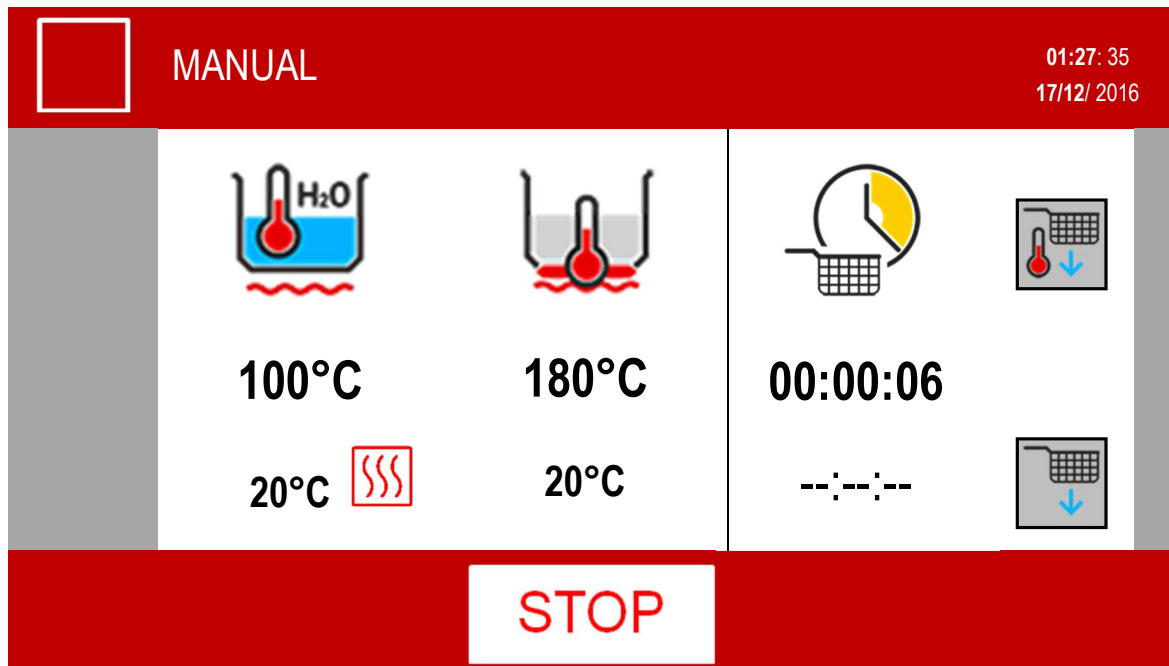 MANUAL
01:27: 35
17/12/ 2016
H₂O
100°C
180°C
00:00:06
20°C
20°C
--:--:--
STOP